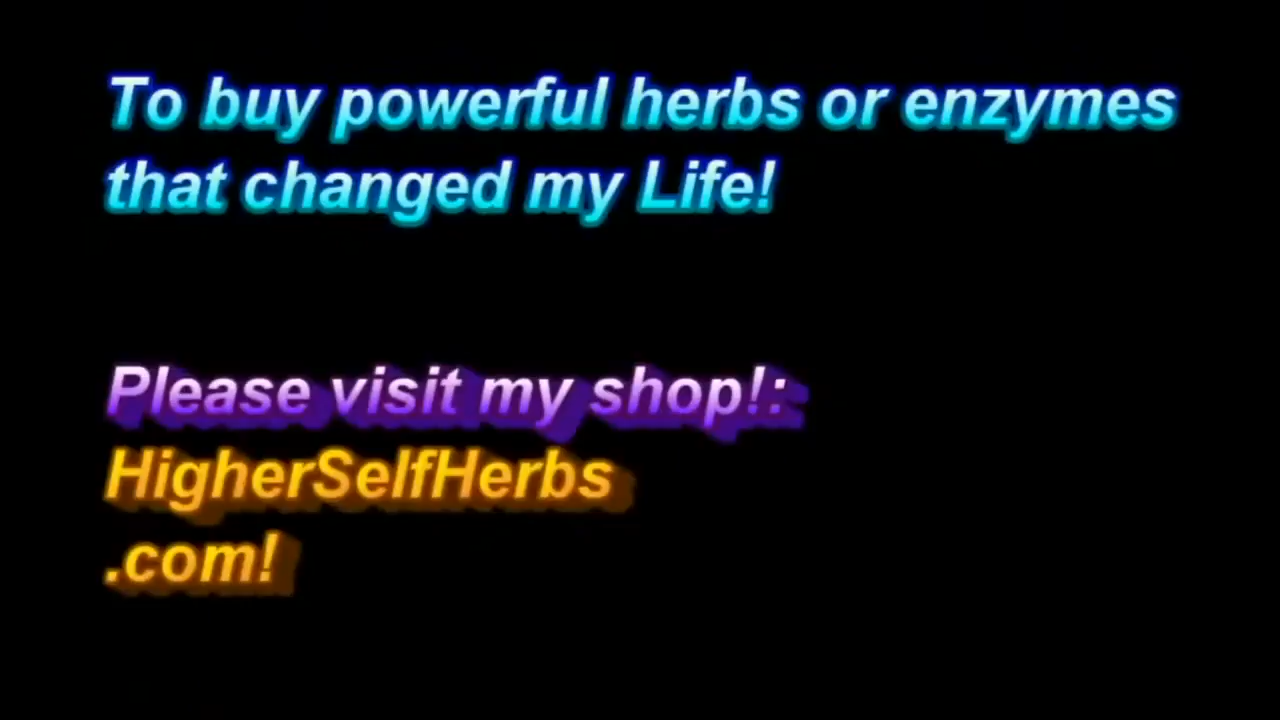 To buy powerful herbs or enzymes
that changed my Life!
Please visit my shop!:
HigherSelfHerbs
.com!